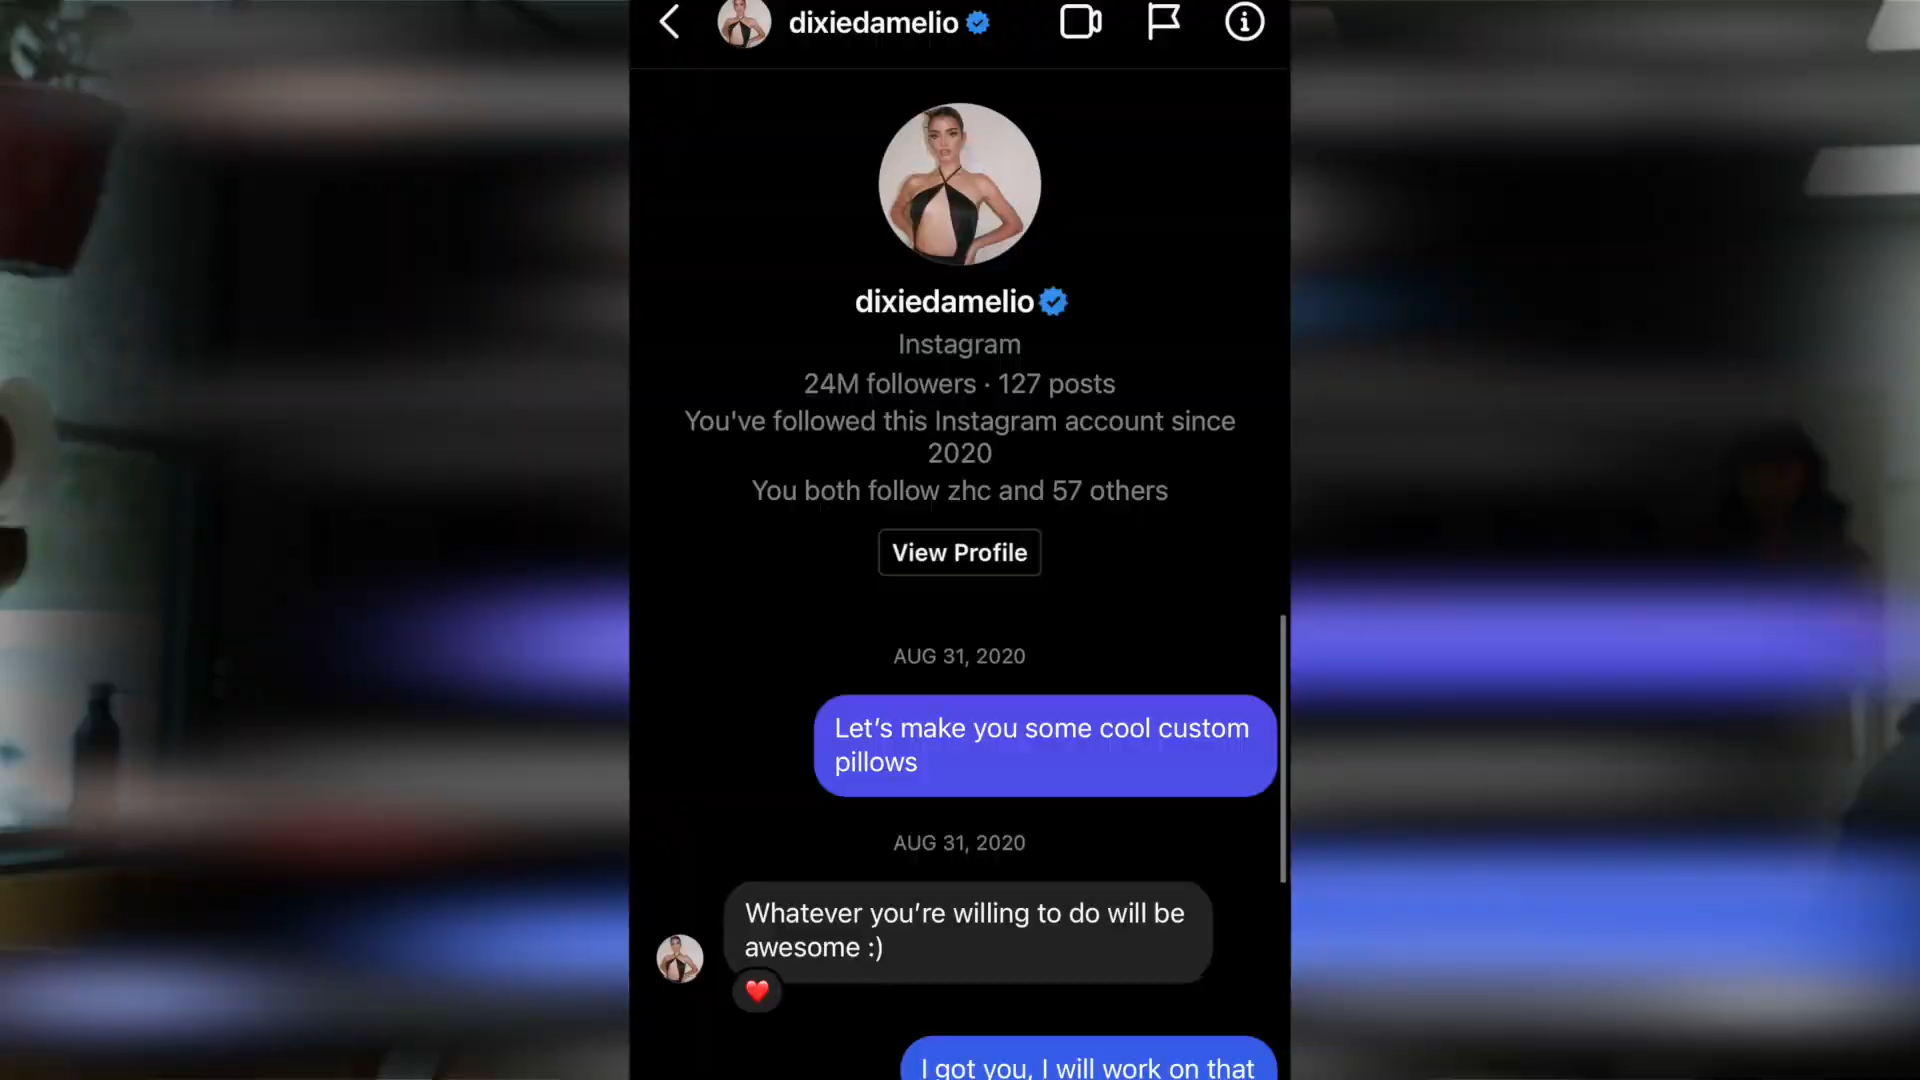 dixiedamelio
dixiedamelio
Instagram
24M followers · 127 posts
You've followed this Instagram account since
2020
You both follow zhc and 57 others
View Profile
AUG 31, 2020
Let’s make you some cool custom
pillows
AUG 31, 2020
Whatever you’re willing to do will be
awesome :)
I got you, I will work on that